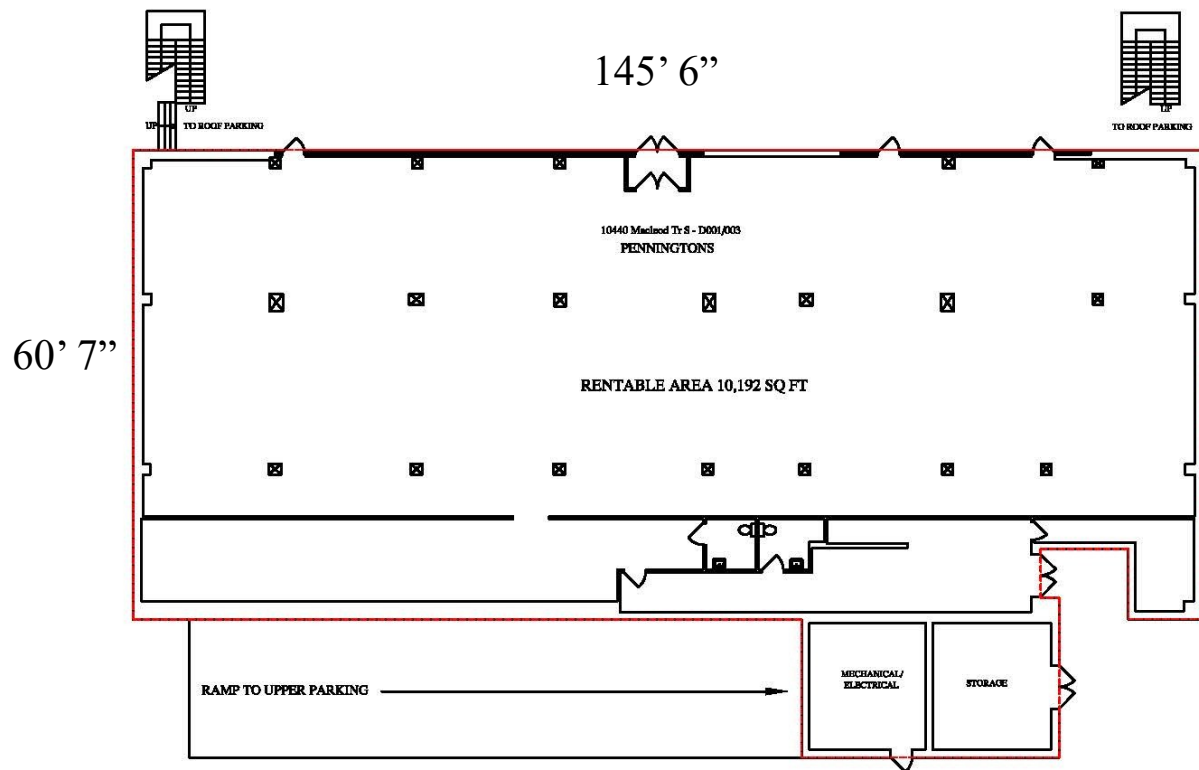 145' 6”
UP
UP
TO ROOF PARKING
UP
TO ROOF PARKING
10440 Macleod Tr S - D001/003
PENNINGTONS
60' 7”
RENTABLE AREA 10,192 SQ FT
RAMP TO UPPER PARKING
MECHANICAL/
ELECTRICAL
STORAGE